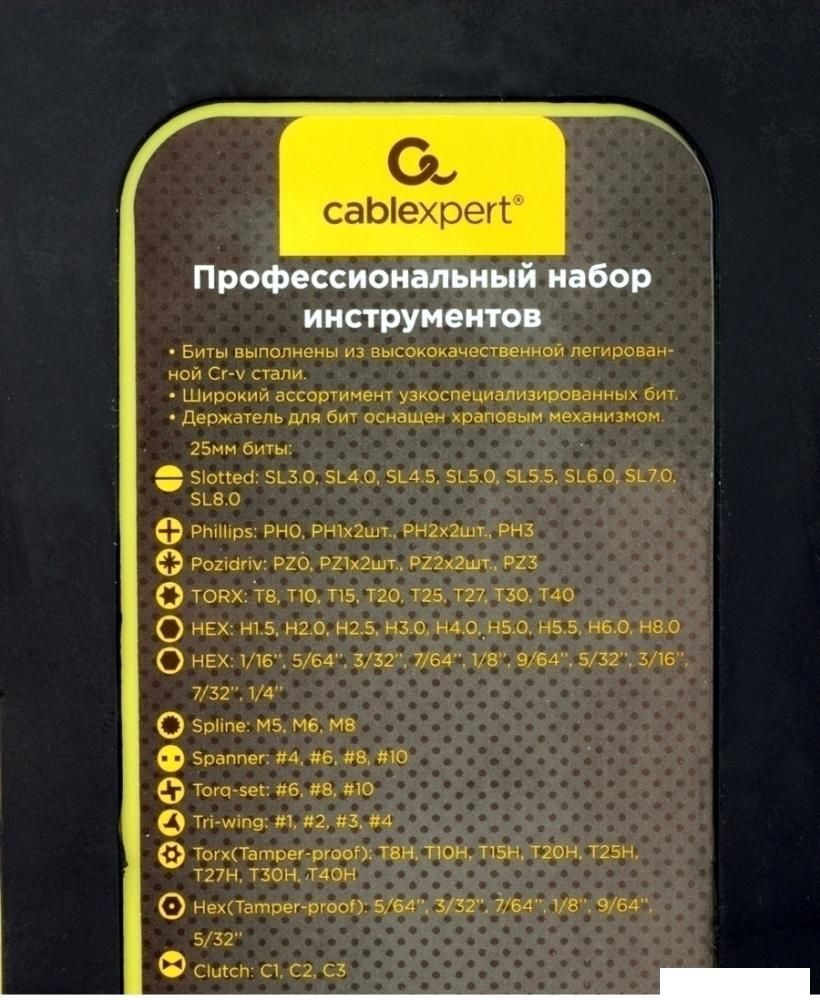 cablexpert®
Профессиональный набор
инструментов
• Биты выполнены из высококачественной легирован-
ной Cr-v стали.
• Широкий ассортимент узкоспециализированных бит.
• Держатель для бит оснащен храповым механизмом.
25мм биты:
Slotted: SL3.0, SL4.0, SL4.5, SL5.0, SL5.5, SL6.0, SL7.0,
SL8.0
Phillips: PH0, PH1x2шт., PH2x2шт., PH3
Pozidriv: PZ0, PZ1x2шт., PZ2x2шт., PZ3
TORX: T8, T10, T15, T20, T25, T27, T30, T40
HEX: H1.5, H2.0, H2.5, H3.0, H4.0, H5.0, H5.5, H6.0, H8.0
HEX: 1/16”, 5/64”, 3/32”, 7/64”, 1/8”, 9/64”, 5/32”, 3/16”,
7/32”, 1/4”
Spline: M5, M6, M8
Spanner: #4, #6, #8, #10
Torq-set: #6, #8, #10
Tri-wing: #1, #2, #3, #4
Torx(Tamper-proof): T8H, T10H, T15H, T20H, T25H,
T27H, T30H, T40H
Hex(Tamper-proof): 5/64”, 3/32”, 7/64”, 1/8”, 9/64”,
5/32”
Clutch: C1, C2, C3